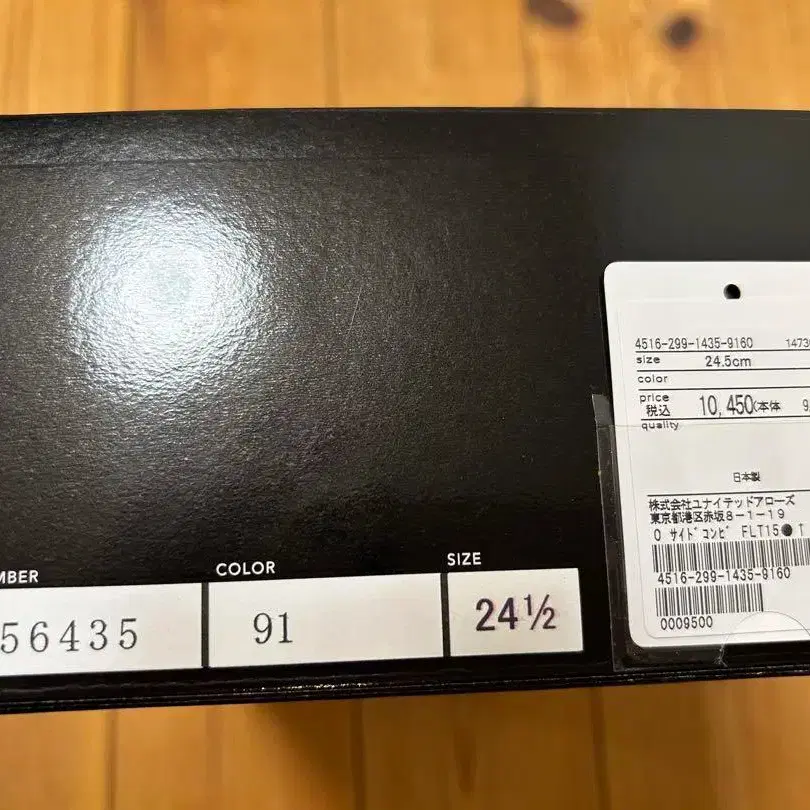 4516-299-1435-9160 1473
size 24.5cm
color
price
税込 10,450(本体 9
quality
日本製
株式会社ユナイテッドアローズ
東京都港区赤坂8-1-19
0 サイドコンビ FLT15●
4516-299-1435-9160
0009500
MBER COLOR SIZE
56435 91 24½